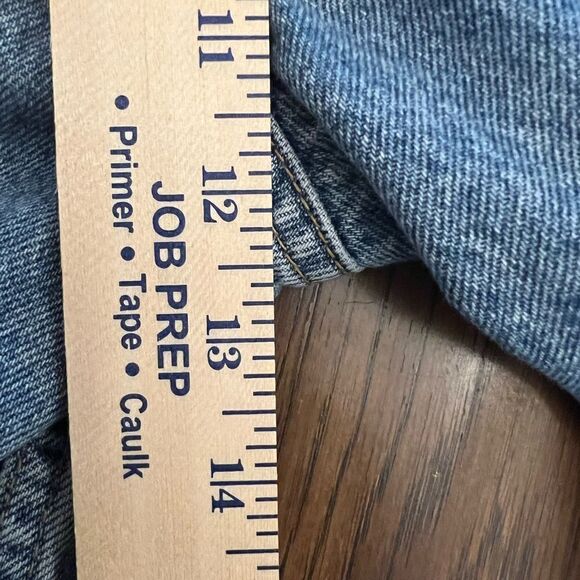 11
12
13
14
JOB PREP
• Primer • Tape • Caulk